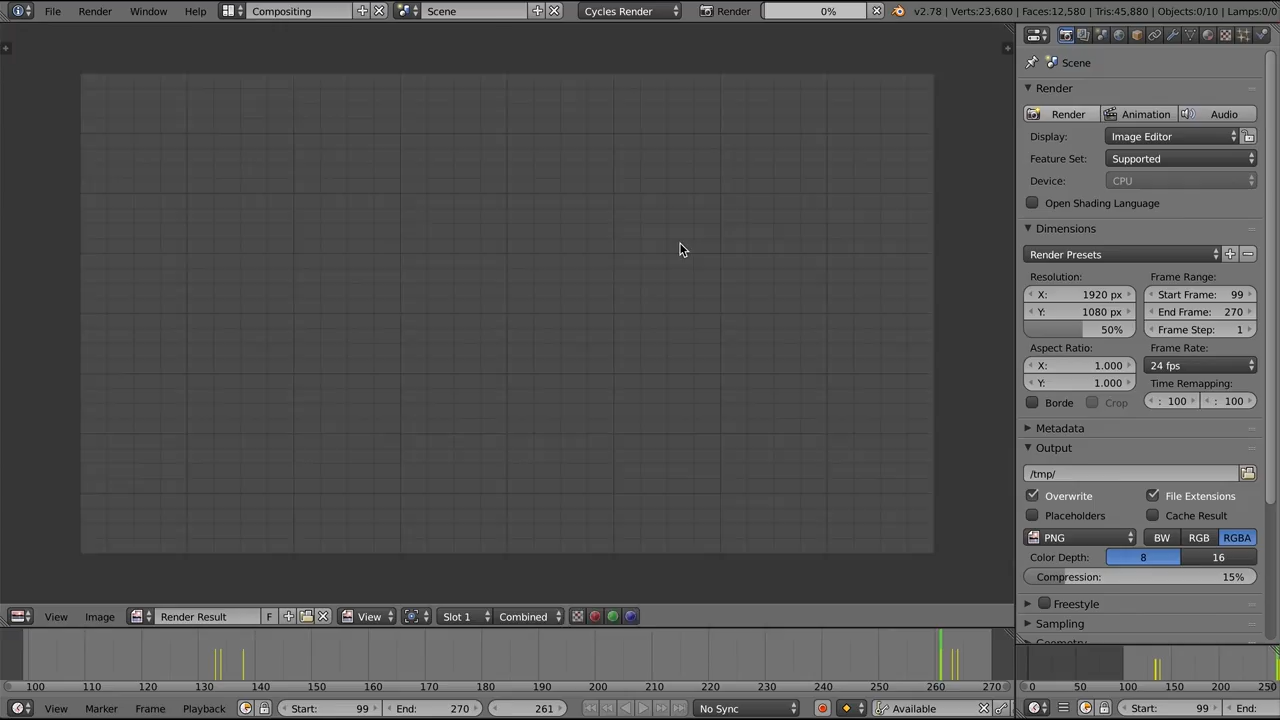 File Render Window Help Compositing Scene Cycles Render Render 0% v2.78 | Verts:23,680 | Faces:12,580 | Tris:45,880 | Objects:0/10 | Lamps:0/0
Scene
Render
Render Animation Audio
Display: Image Editor
Feature Set: Supported
Device: CPU
Open Shading Language
Dimensions
Render Presets
Resolution: Frame Range:
X: 1920 px Start Frame: 99
Y: 1080 px End Frame: 270
50% Frame Step: 1
Aspect Ratio: Frame Rate:
X: 1.000 24 fps
Y: 1.000 Time Remapping:
Borde Crop : 100 : 100
Metadata
Output
/tmp/
Overwrite File Extensions
Placeholders Cache Result
PNG BW RGB RGBA
Color Depth: 8 16
Compression: 15%
Freestyle
Sampling
View Image Render Result F View Slot 1 Combined
100 110 120 130 140 150 160 170 180 190 200 210 220 230 240 250 260 270
0 50 100 150 200 250
View Marker Frame Playback Start: 99 End: 270 261 No Sync Available
Start: 99 End: